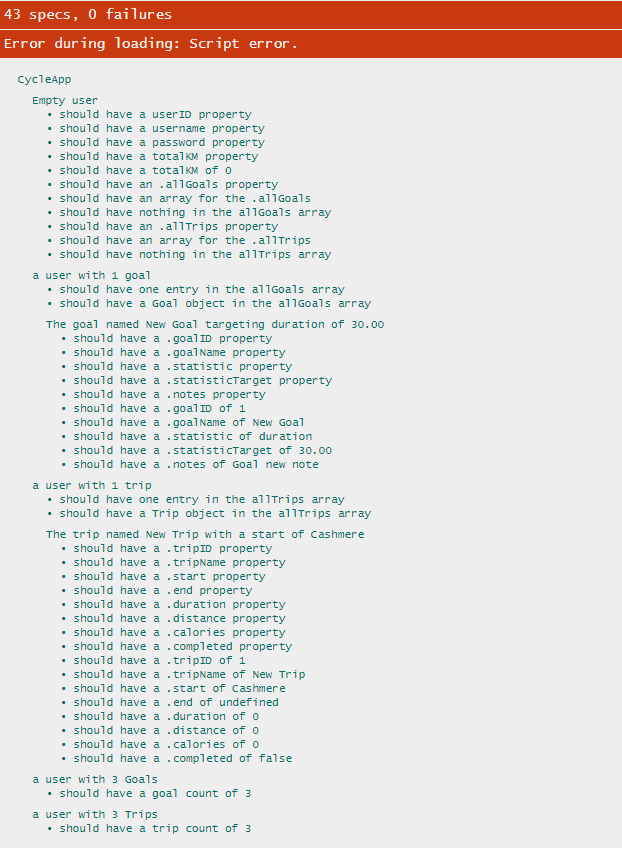 43 specs, 0 failures
Error during loading: Script error.
CycleApp
Empty user
• should have a userID property
• should have a username property
• should have a password property
• should have a totalKM property
• should have a totalKM of 0
• should have an .allGoals property
• should have an array for the .allGoals
• should have nothing in the allGoals array
• should have an .allTrips property
• should have an array for the .allTrips
• should have nothing in the allTrips array
a user with 1 goal
• should have one entry in the allGoals array
• should have a Goal object in the allGoals array
The goal named New Goal targeting duration of 30.00
• should have a .goalID property
• should have a .goalName property
• should have a .statistic property
• should have a .statisticTarget property
• should have a .notes property
• should have a .goalID of 1
• should have a .goalName of New Goal
• should have a .statistic of duration
• should have a .statisticTarget of 30.00
• should have a .notes of Goal new note
a user with 1 trip
• should have one entry in the allTrips array
• should have a Trip object in the allTrips array
The trip named New Trip with a start of Cashmere
• should have a .tripID property
• should have a .tripName property
• should have a .start property
• should have a .end property
• should have a .duration property
• should have a .distance property
• should have a .calories property
• should have a .completed property
• should have a .tripID of 1
• should have a .tripName of New Trip
• should have a .start of Cashmere
• should have a .end of undefined
• should have a .duration of 0
• should have a .distance of 0
• should have a .calories of 0
• should have a .completed of false
a user with 3 Goals
• should have a goal count of 3
a user with 3 Trips
• should have a trip count of 3